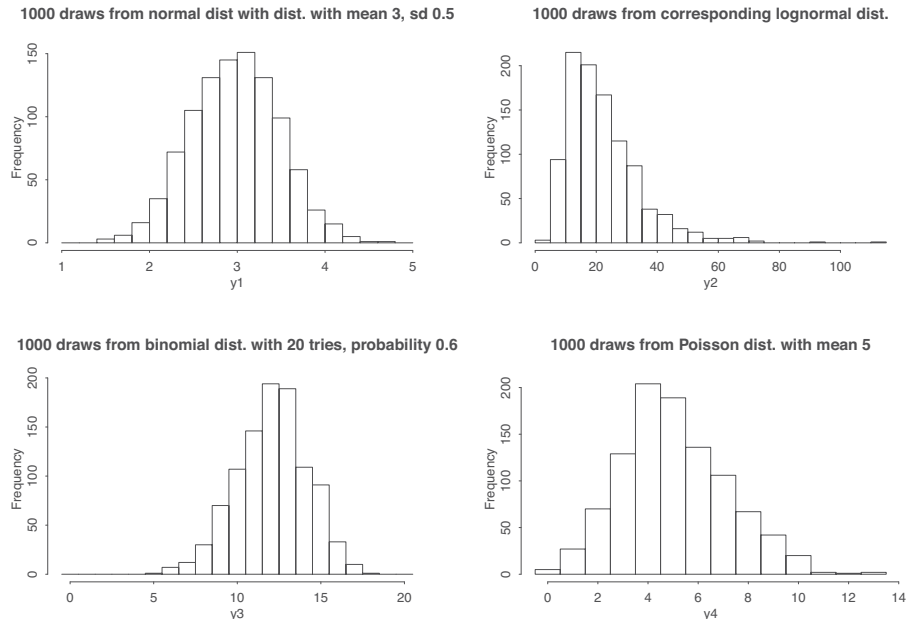 1000 draws from normal dist with dist. with mean 3, sd 0.5
Frequency
150
100
50
0
1 2 3 4 5
y1
1000 draws from corresponding lognormal dist.
Frequency
200
150
100
50
0
0 20 40 60 80 100
y2
1000 draws from binomial dist. with 20 tries, probability 0.6
Frequency
200
150
100
50
0
0 5 10 15 20
y3
1000 draws from Poisson dist. with mean 5
Frequency
200
150
100
50
0
0 2 4 6 8 10 12 14
y4